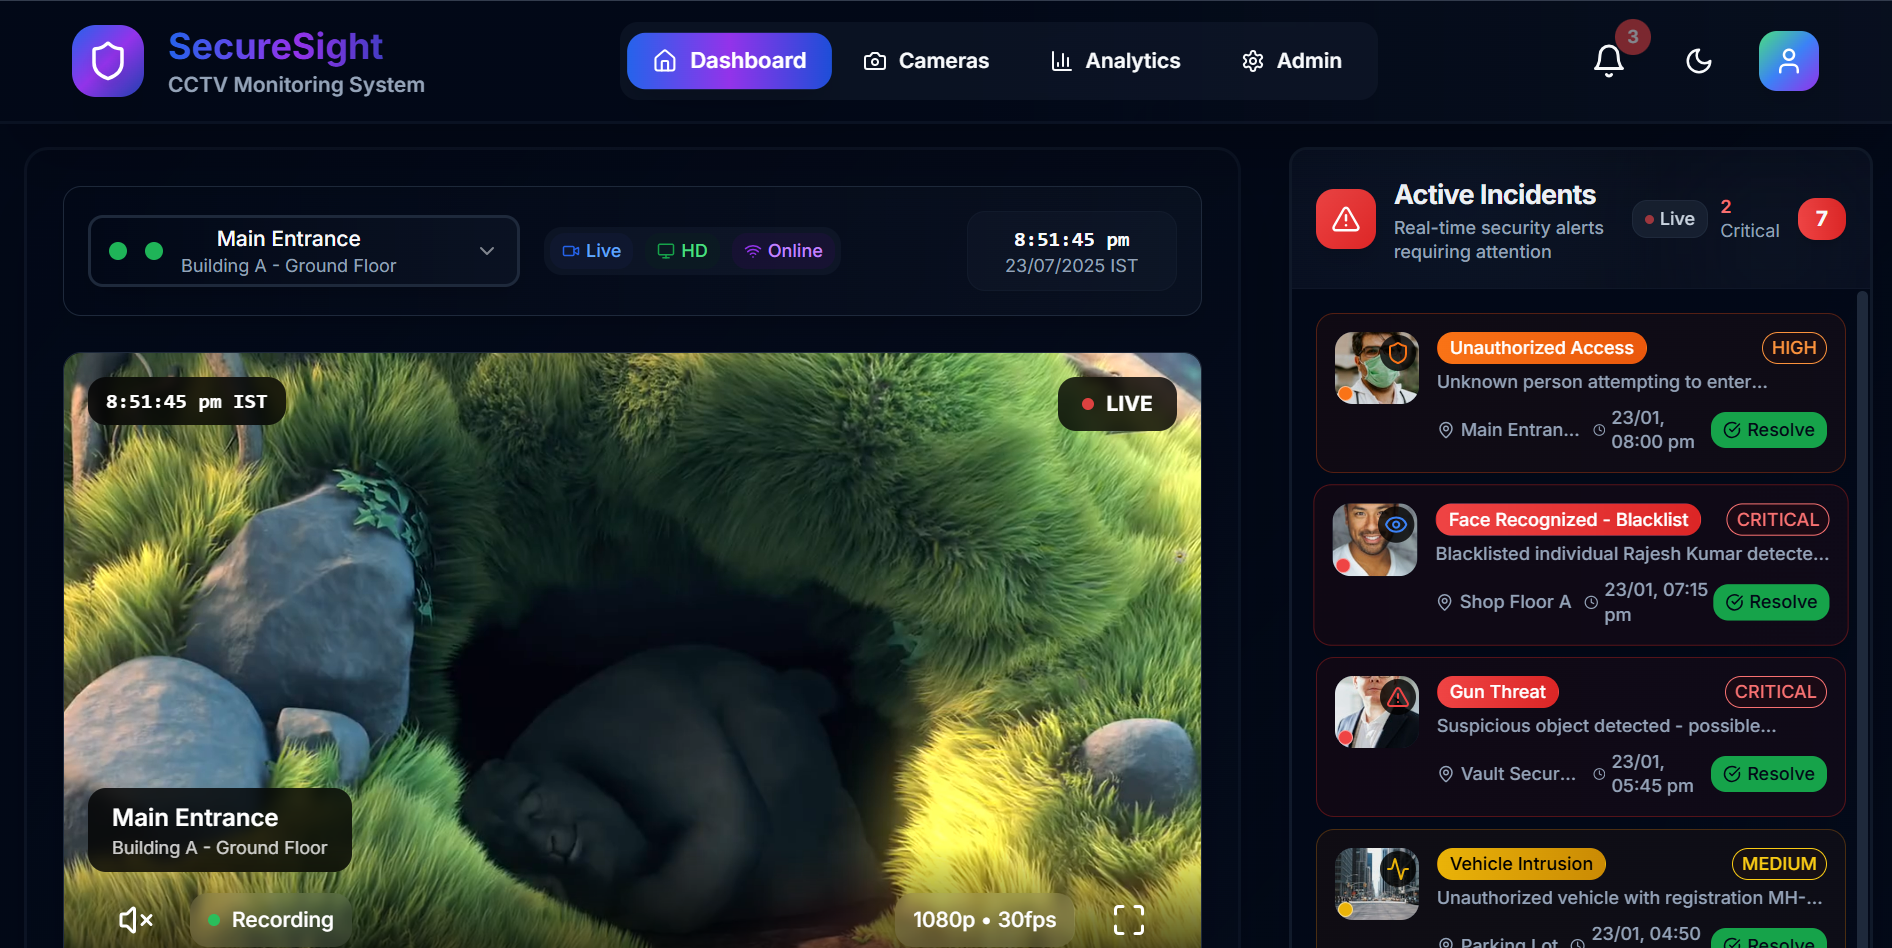 SecureSight
CCTV Monitoring System
Dashboard
Cameras
Analytics
Admin
3
Main Entrance
Building A - Ground Floor
Live
HD
Online
8:51:45 pm
23/07/2025 IST
8:51:45 pm IST
LIVE
Main Entrance
Building A - Ground Floor
Recording
1080p • 30fps
Active Incidents
Real-time security alerts
requiring attention
Live
2
Critical
7
Unauthorized Access
HIGH
Unknown person attempting to enter...
Main Entran...
23/01,
08:00 pm
Resolve
Face Recognized - Blacklist
CRITICAL
Blacklisted individual Rajesh Kumar detecte...
Shop Floor A
23/01, 07:15
pm
Resolve
Gun Threat
CRITICAL
Suspicious object detected - possible...
Vault Secur...
23/01,
05:45 pm
Resolve
Vehicle Intrusion
MEDIUM
Unauthorized vehicle with registration MH-...
Parking Lot
23/01, 04:50
Resolve